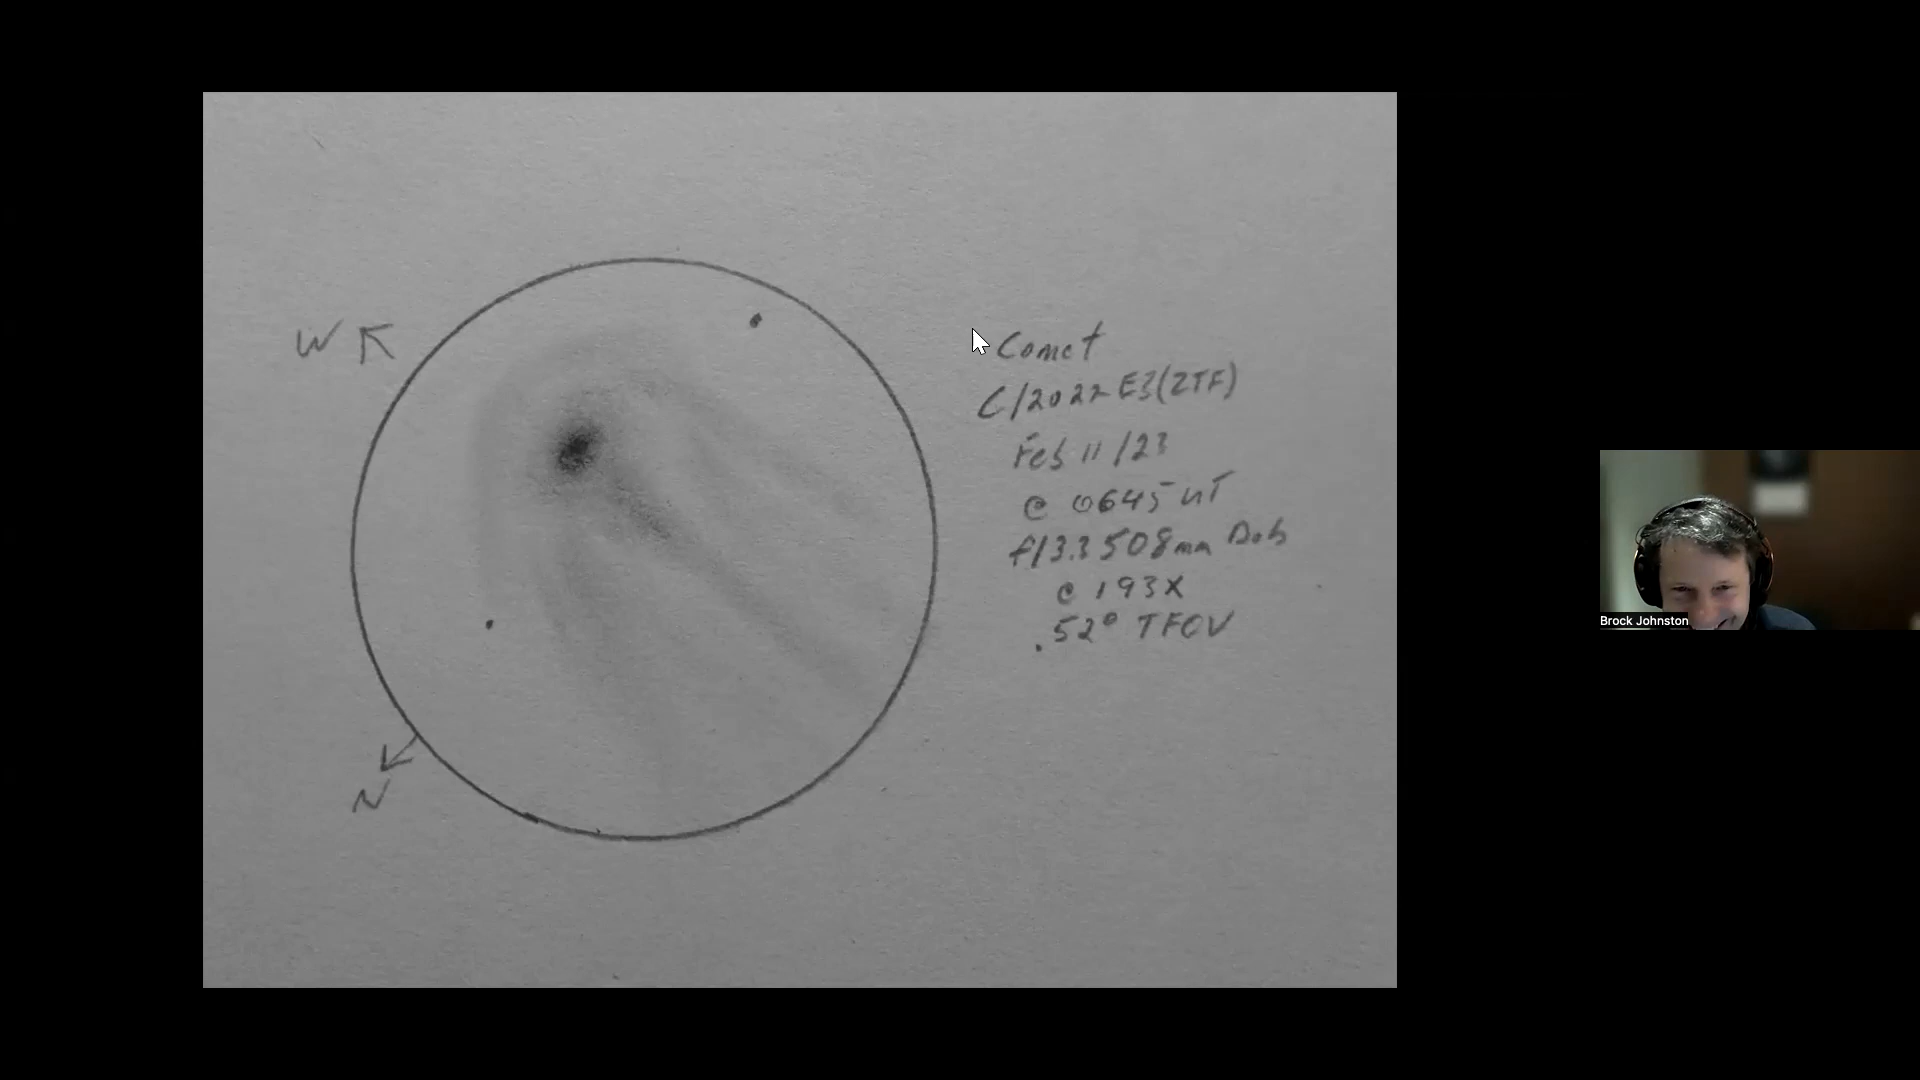 W
Comet
C/2022 E3(ZTF)
Feb 11/23
@ 0645 UT
f/3.3 508mm Dob
@ 193X
.52° TFOV
N
Brock Johnston